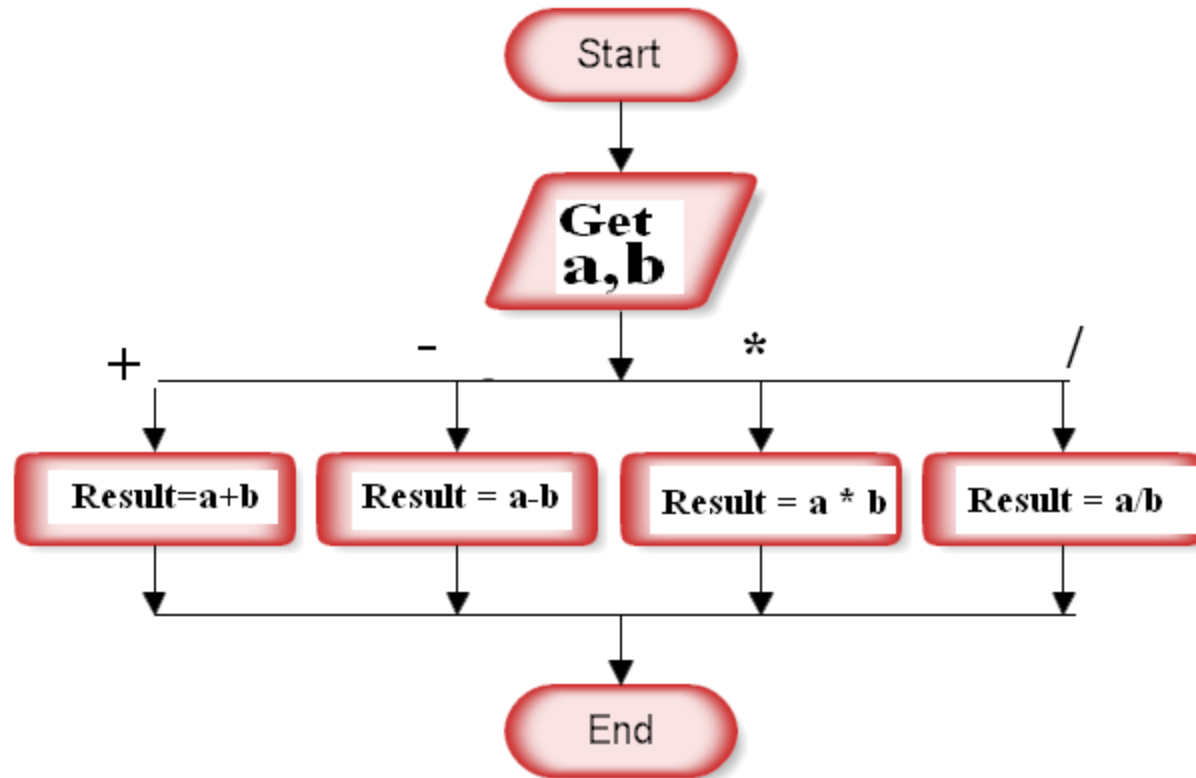 Start
Get
a,b
+
-
*
/
Result=a+b
Result = a-b
Result = a * b
Result = a/b
End